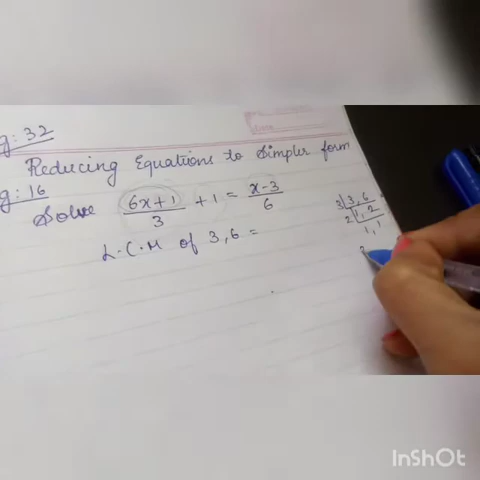 g: 32
Reducing Equations to Simpler form
g: 16
Solve (6x+1)/3 + 1 = (x-3)/6
L.C.M of 3,6 =
3 | 3, 6
2 | 1, 2
1, 1
InShOt